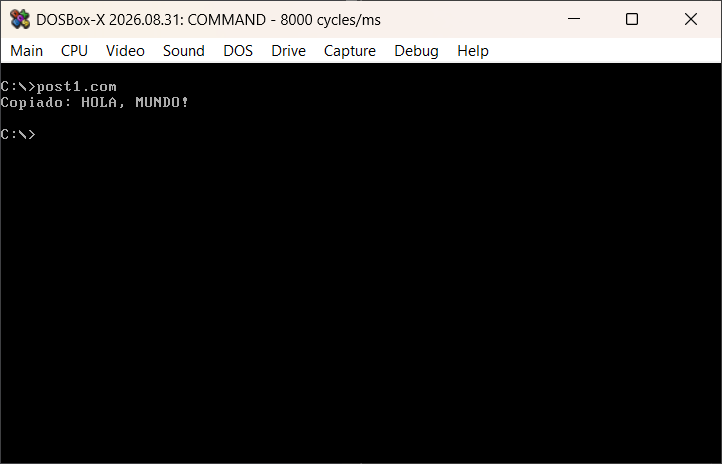 DOSBox-X 2026.08.31: COMMAND - 8000 cycles/ms
Main CPU Video Sound DOS Drive Capture Debug Help
C:\>post1.com
Copiado: HOLA, MUNDO!
C:\>